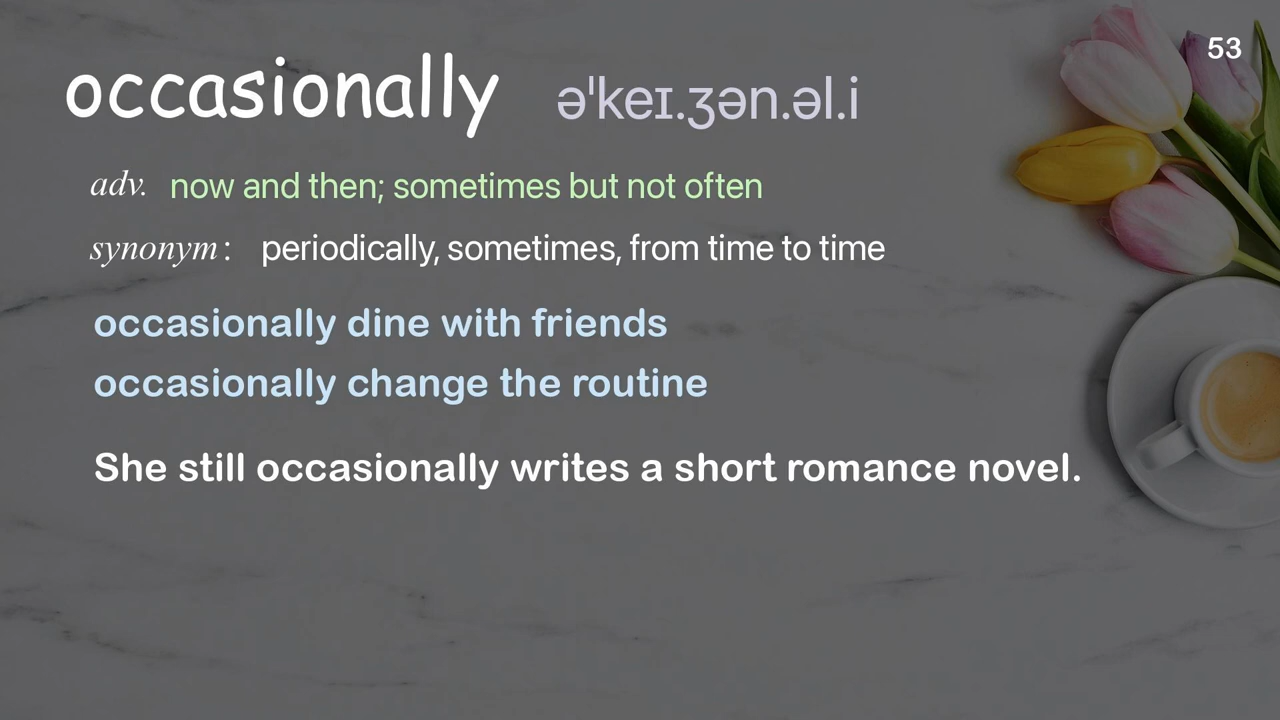 53
occasionally əˈkeɪ.ʒən.əl.i
adv. now and then; sometimes but not often
synonym: periodically, sometimes, from time to time
occasionally dine with friends
occasionally change the routine
She still occasionally writes a short romance novel.